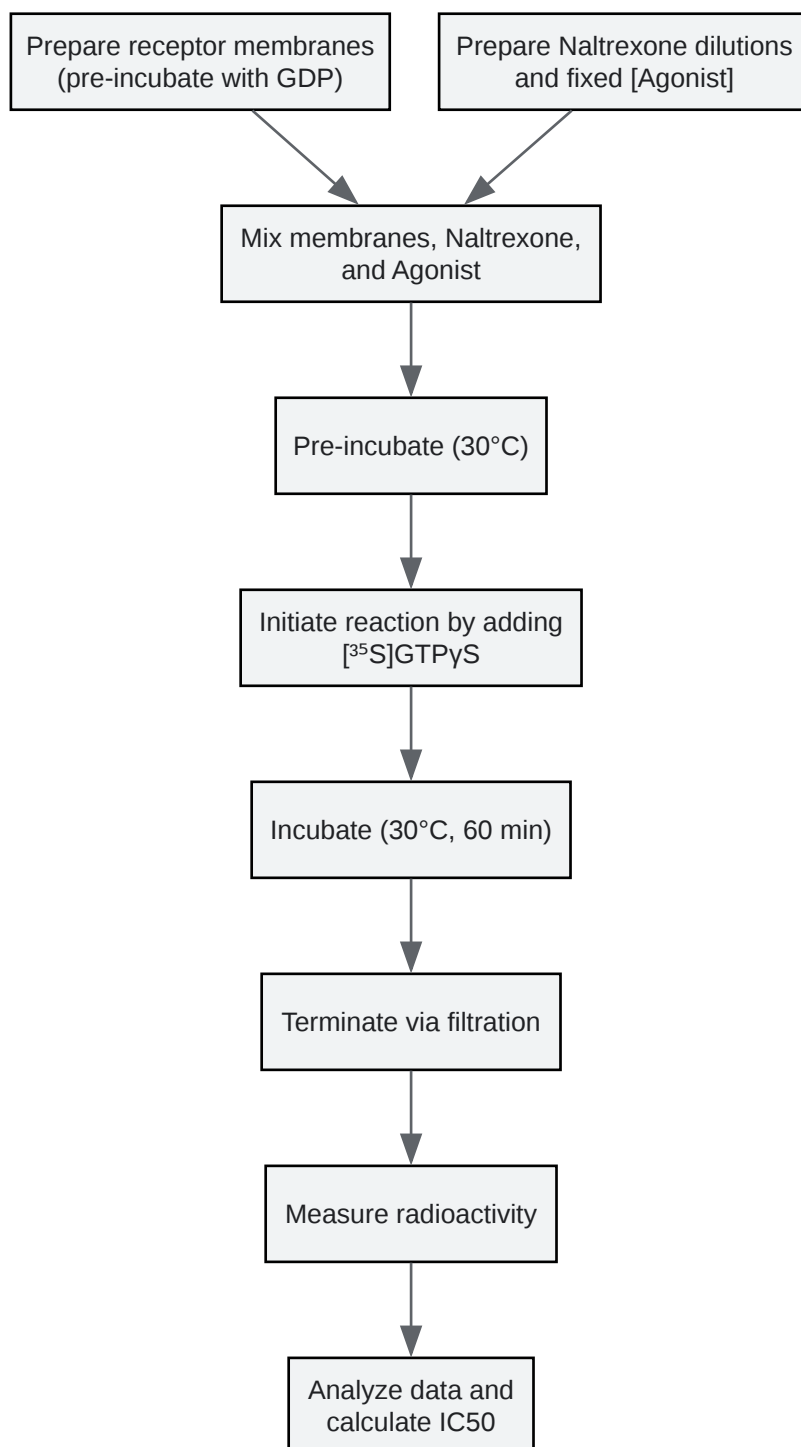 Prepare receptor membranes
(pre-incubate with GDP)
Prepare Naltrexone dilutions
and fixed [Agonist]
Mix membranes, Naltrexone,
and Agonist
Pre-incubate (30°C)
Initiate reaction by adding
[³⁵S]GTPγS
Incubate (30°C, 60 min)
Terminate via filtration
Measure radioactivity
Analyze data and
calculate IC50